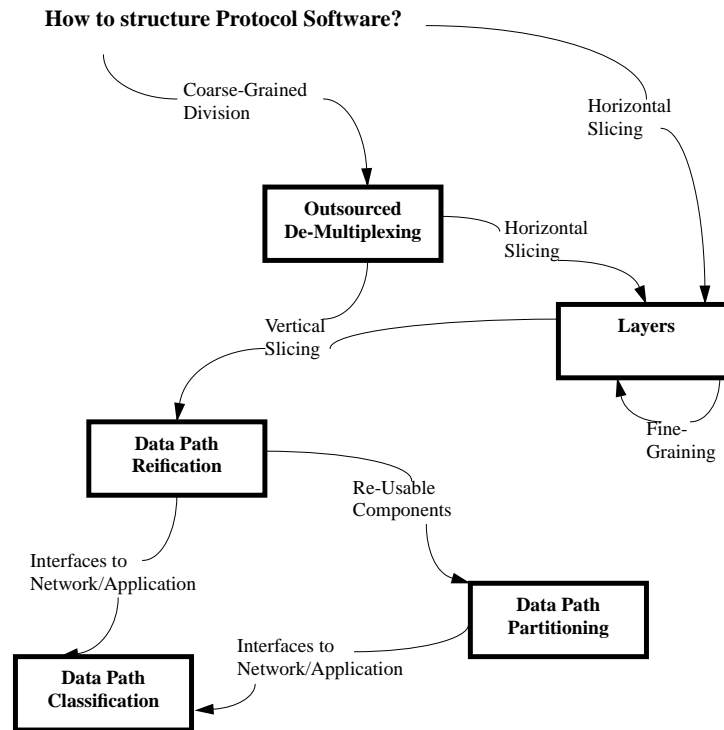 How to structure Protocol Software?
Coarse-Grained
Division
Horizontal
Slicing
Outsourced
De-Multiplexing
Horizontal
Slicing
Layers
Vertical
Slicing
Fine-
Graining
Data Path
Reification
Re-Usable
Components
Interfaces to
Network/Application
Data Path
Partitioning
Interfaces to
Network/Application
Data Path
Classification